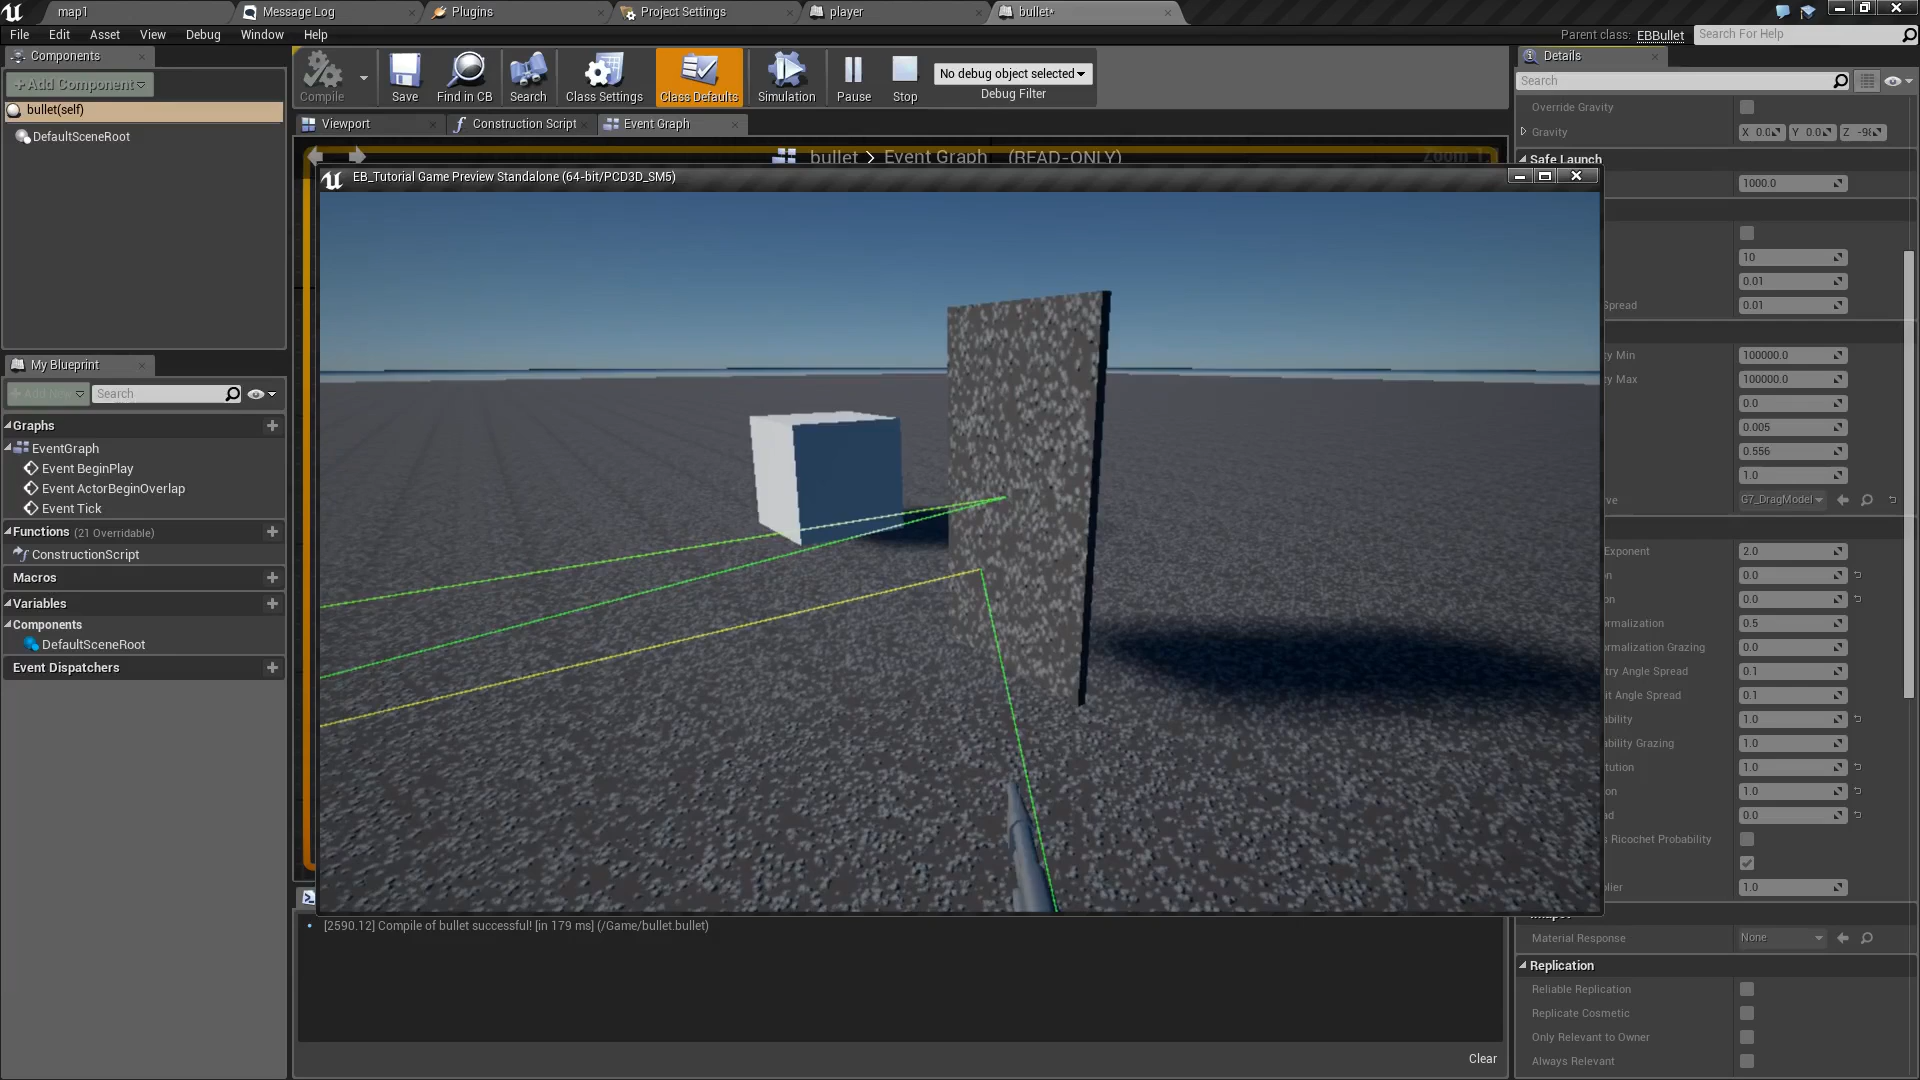 map1
Message Log
Plugins
Project Settings
player
bullet*
File Edit Asset View Debug Window Help
Parent class: EBBullet
Search For Help
Components
+Add Component
bullet(self)
DefaultSceneRoot
Compile
Save
Find in CB
Search
Class Settings
Class Defaults
Simulation
Pause
Stop
No debug object selected
Debug Filter
Viewport
Construction Script
Event Graph
bullet > Event Graph (READ-ONLY)
EB_Tutorial Game Preview Standalone (64-bit/PCD3D_SM5)
My Blueprint
Add New
Search
Graphs
EventGraph
Event BeginPlay
Event ActorBeginOverlap
Event Tick
Functions (21 Overridable)
ConstructionScript
Macros
Variables
Components
DefaultSceneRoot
Event Dispatchers
[2590.12] Compile of bullet successful! [in 179 ms] (/Game/bullet.bullet)
Clear
Details
Search
Override Gravity
Gravity X 0.0 Y 0.0 Z -98
Safe Launch
1000.0
10
0.01
Spread 0.01
y Min 100000.0
y Max 100000.0
0.0
0.005
0.556
1.0
ve G7_DragModel
Exponent 2.0
n 0.0
on 0.0
rmalization 0.5
ormalization Grazing 0.0
try Angle Spread 0.1
it Angle Spread 0.1
ability 1.0
ability Grazing 1.0
tution 1.0
on 1.0
ad 0.0
s Ricochet Probability
lier 1.0
Material Response None
Replication
Reliable Replication
Replicate Cosmetic
Only Relevant to Owner
Always Relevant